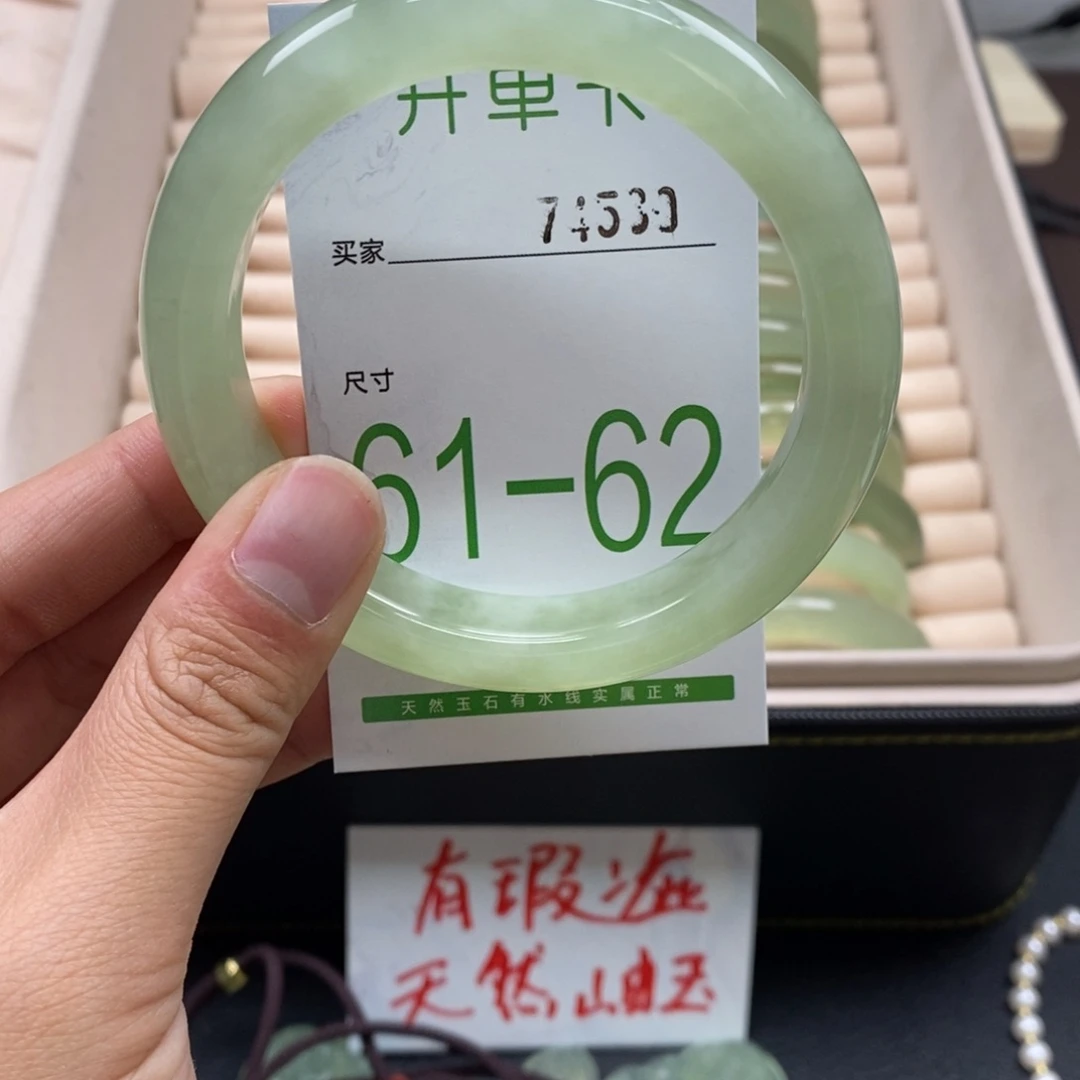 开单卡
买家 74530
尺寸
61-62
天然玉石有水线实属正常
有瑕疵
天然岫玉